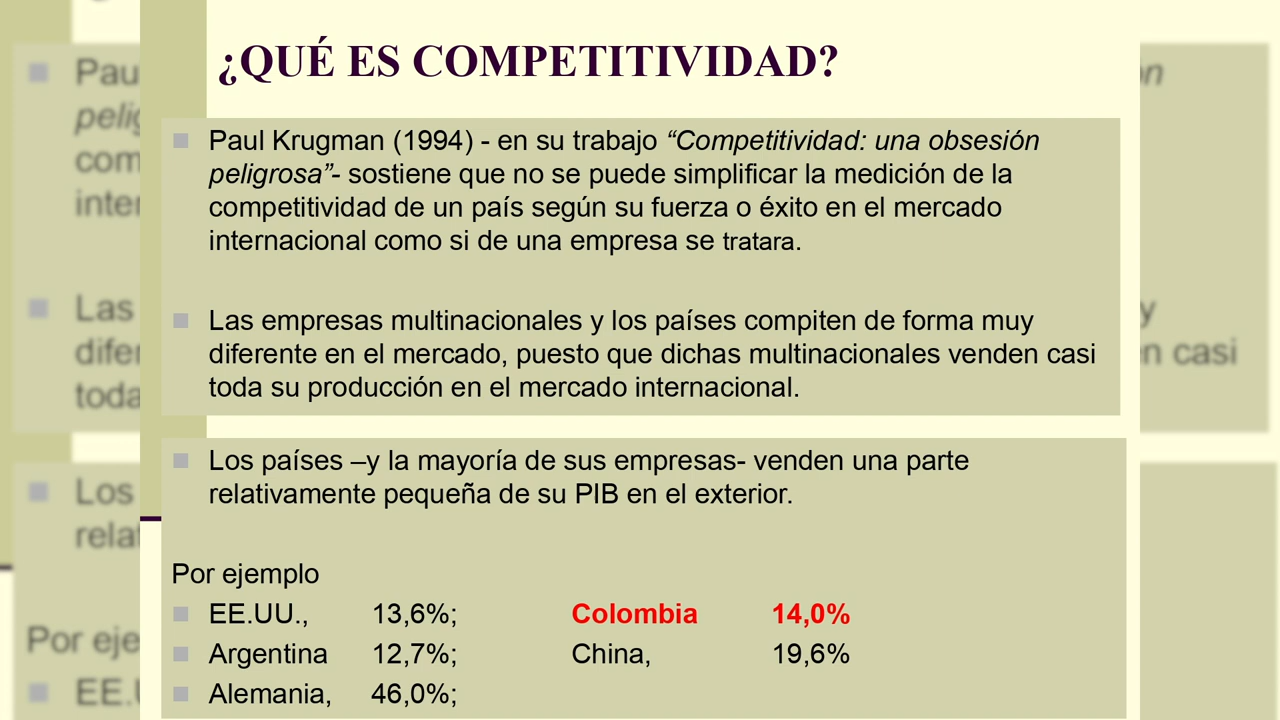 ¿QUÉ ES COMPETITIVIDAD?
Paul Krugman (1994) - en su trabajo “Competitividad: una obsesión
peligrosa”- sostiene que no se puede simplificar la medición de la
competitividad de un país según su fuerza o éxito en el mercado
internacional como si de una empresa se tratara.
Las empresas multinacionales y los países compiten de forma muy
diferente en el mercado, puesto que dichas multinacionales venden casi
toda su producción en el mercado internacional.
Los países –y la mayoría de sus empresas- venden una parte
relativamente pequeña de su PIB en el exterior.
Por ejemplo
EE.UU., 13,6%; Colombia 14,0%
Argentina 12,7%; China, 19,6%
Alemania, 46,0%;